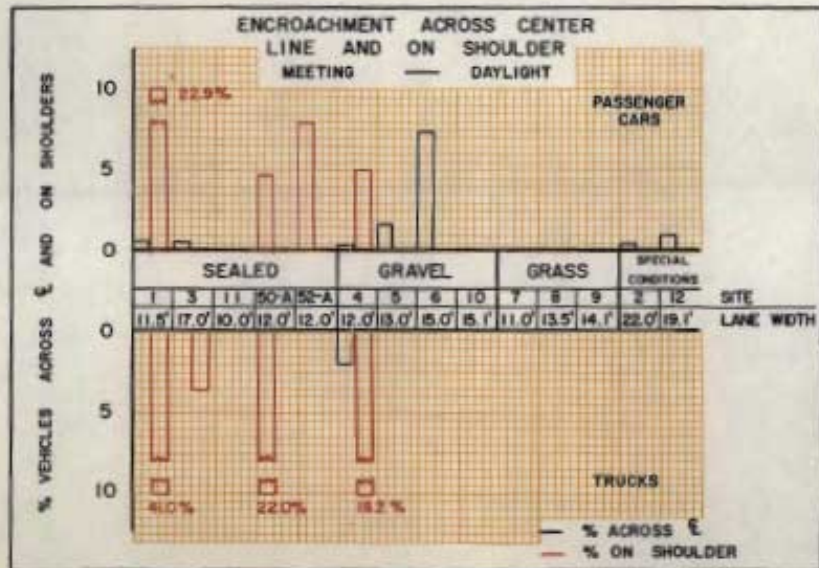 ENCROACHMENT ACROSS CENTER
LINE AND ON SHOULDER
MEETING — DAYLIGHT
% VEHICLES ACROSS ℄ AND ON SHOULDERS
10
22.9%
PASSENGER
CARS
5
0
SEALED GRAVEL GRASS SPECIAL CONDITIONS
1 3 11 50-A 52-A 4 5 6 10 7 8 9 2 12 SITE
11.5' 17.0' 10.0' 12.0' 12.0' 12.0' 13.0' 15.0' 15.1' 11.0' 13.5' 14.1' 22.0' 19.1' LANE WIDTH
0
5
10
TRUCKS
41.0% 22.0% 18.2%
% ACROSS ℄
% ON SHOULDER